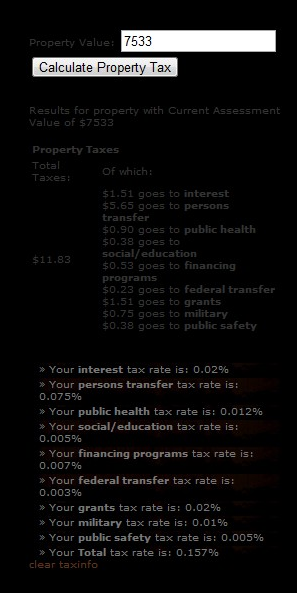 Property Value: 7533
Calculate Property Tax
Results for property with Current Assessment
Value of $7533
Property Taxes
Total
Taxes:
Of which:
$11.83
$1.51 goes to interest
$5.65 goes to persons
transfer
$0.90 goes to public health
$0.38 goes to
social/education
$0.53 goes to financing
programs
$0.23 goes to federal transfer
$1.51 goes to grants
$0.75 goes to military
$0.38 goes to public safety
» Your interest tax rate is: 0.02%
» Your persons transfer tax rate is:
0.075%
» Your public health tax rate is: 0.012%
» Your social/education tax rate is:
0.005%
» Your financing programs tax rate is:
0.007%
» Your federal transfer tax rate is:
0.003%
» Your grants tax rate is: 0.02%
» Your military tax rate is: 0.01%
» Your public safety tax rate is: 0.005%
» Your Total tax rate is: 0.157%
clear taxinfo